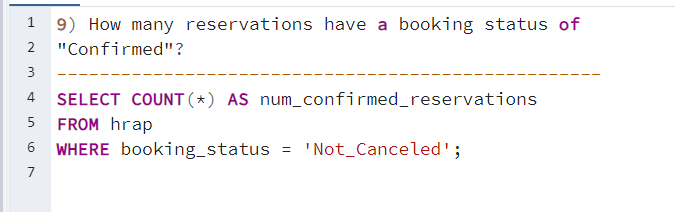 1 9) How many reservations have a booking status of
2 "Confirmed"?
3 ---------------------------------------------------
4 SELECT COUNT(*) AS num_confirmed_reservations
5 FROM hrap
6 WHERE booking_status = 'Not_Canceled';
7